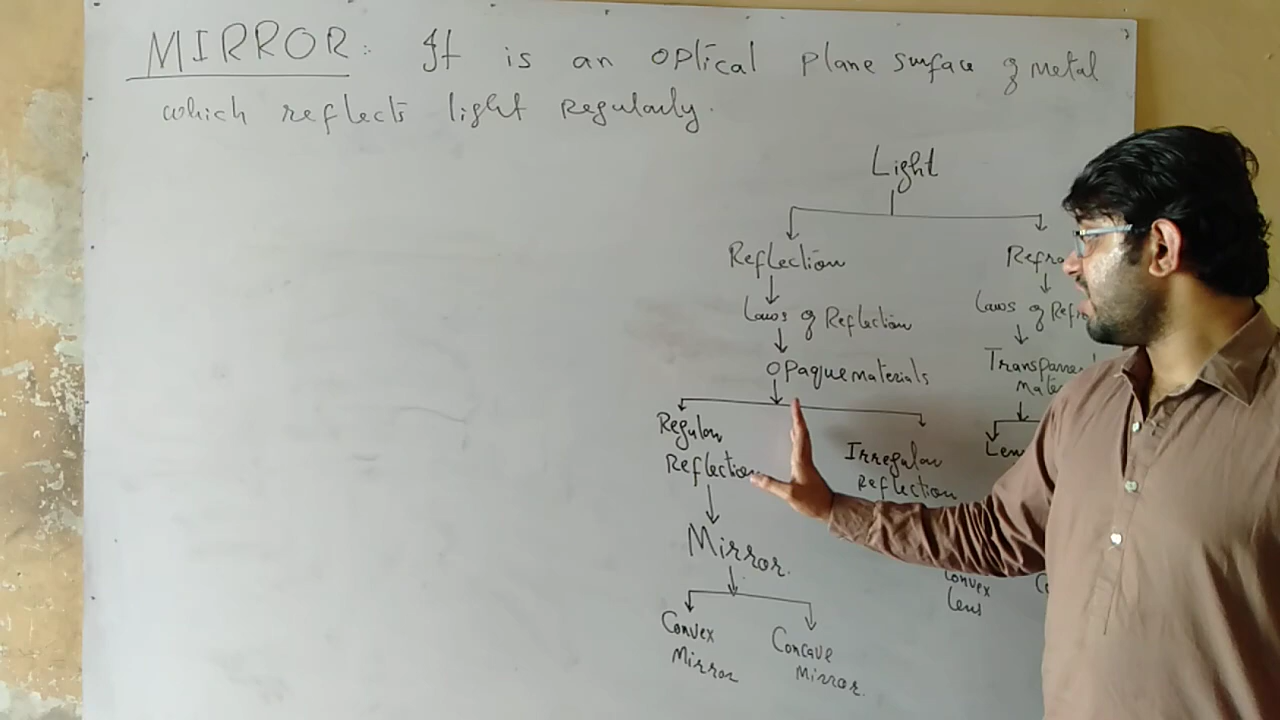 MIRROR: It is an optical plane surface of metal
which reflects light Regularly.
Light
Reflection
Laws of Reflection
Opaque materials
Regular
Reflection
Irregular
Reflection
Mirror.
Convex
Mirror
Concave
Mirror.
Laws of
Convex
Lens